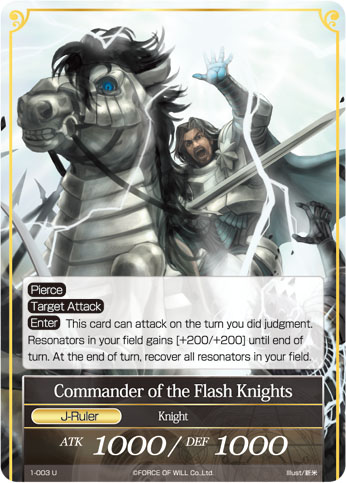 Pierce
Target Attack
Enter This card can attack on the turn you did judgment.
Resonators in your field gains [+200/+200] until end of
turn. At the end of turn, recover all resonators in your field.
Commander of the Flash Knights
J-Ruler Knight
ATK 1000 / DEF 1000
1-003 U ©FORCE OF WILL Co.,Ltd. Illust/新米